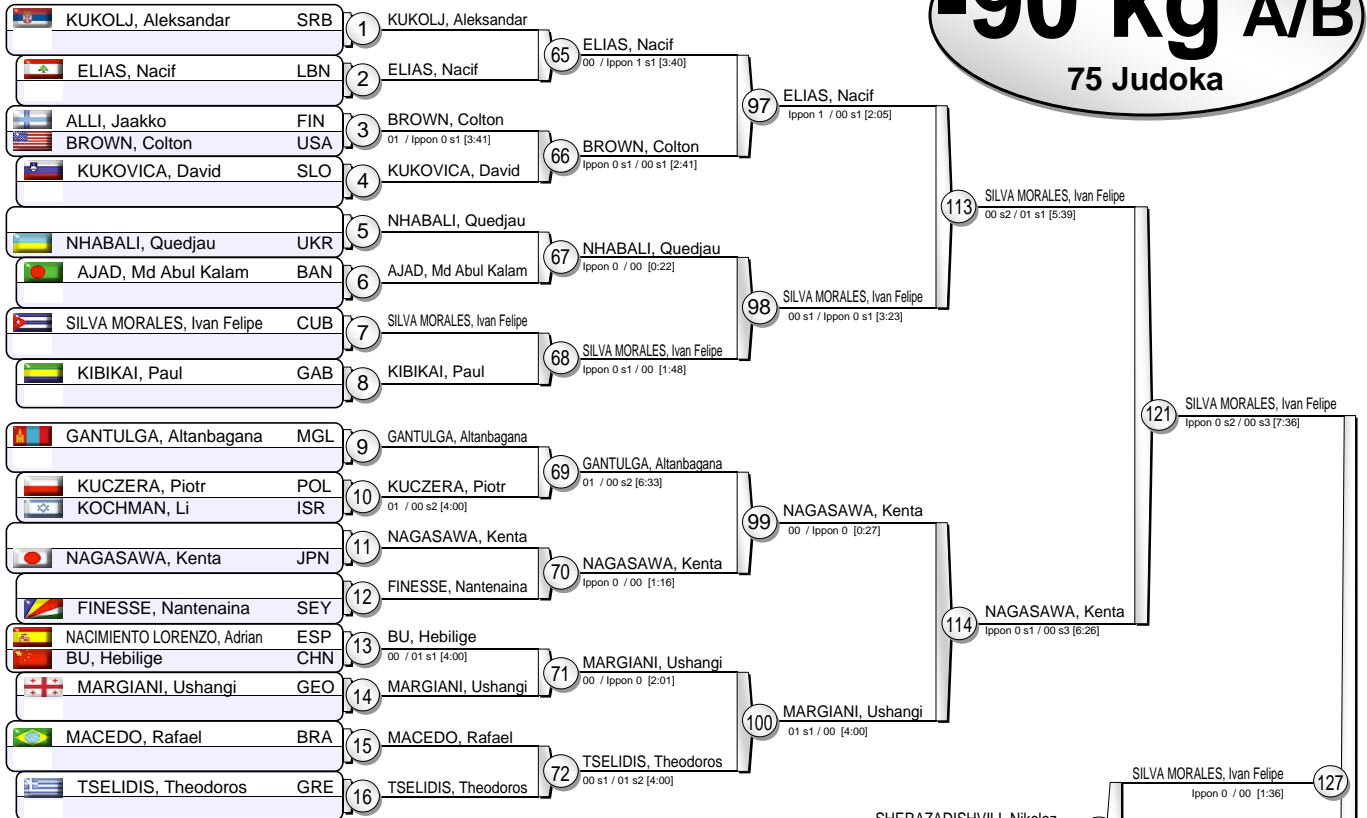 -90 kg A/B
75 Judoka
KUKOLJ, Aleksandar SRB
1
ELIAS, Nacif LBN
2
ALLI, Jaakko FIN
BROWN, Colton USA
3
KUKOVICA, David SLO
4
NHABALI, Quedjau UKR
5
AJAD, Md Abul Kalam BAN
6
SILVA MORALES, Ivan Felipe CUB
7
KIBIKAI, Paul GAB
8
GANTULGA, Altanbagana MGL
9
KUCZERA, Piotr POL
KOCHMAN, Li ISR
10
NAGASAWA, Kenta JPN
11
FINESSE, Nantenaina SEY
12
NACIMIENTO LORENZO, Adrian ESP
BU, Hebilige CHN
13
MARGIANI, Ushangi GEO
14
MACEDO, Rafael BRA
15
TSELIDIS, Theodoros GRE
16
KUKOLJ, Aleksandar
ELIAS, Nacif
BROWN, Colton
01 / Ippon 0 s1 [3:41]
KUKOVICA, David
NHABALI, Quedjau
AJAD, Md Abul Kalam
SILVA MORALES, Ivan Felipe
KIBIKAI, Paul
GANTULGA, Altanbagana
KUCZERA, Piotr
01 / 00 s2 [4:00]
NAGASAWA, Kenta
FINESSE, Nantenaina
BU, Hebilige
00 / 01 s1 [4:00]
MARGIANI, Ushangi
MACEDO, Rafael
TSELIDIS, Theodoros
65
ELIAS, Nacif
00 / Ippon 1 s1 [3:40]
66
BROWN, Colton
Ippon 0 s1 / 00 s1 [2:41]
67
NHABALI, Quedjau
Ippon 0 / 00 [0:22]
68
SILVA MORALES, Ivan Felipe
Ippon 0 s1 / 00 [1:48]
69
GANTULGA, Altanbagana
01 / 00 s2 [6:33]
70
NAGASAWA, Kenta
Ippon 0 / 00 [1:16]
71
MARGIANI, Ushangi
00 / Ippon 0 [2:01]
72
TSELIDIS, Theodoros
00 s1 / 01 s2 [4:00]
97
ELIAS, Nacif
Ippon 1 / 00 s1 [2:05]
98
SILVA MORALES, Ivan Felipe
00 s1 / Ippon 0 s1 [3:23]
99
NAGASAWA, Kenta
00 / Ippon 0 [0:27]
100
MARGIANI, Ushangi
01 s1 / 00 [4:00]
113
SILVA MORALES, Ivan Felipe
00 s2 / 01 s1 [5:39]
114
NAGASAWA, Kenta
Ippon 0 s1 / 00 s3 [6:26]
121
SILVA MORALES, Ivan Felipe
Ippon 0 s2 / 00 s3 [7:36]
SILVA MORALES, Ivan Felipe
127
Ippon 0 / 00 [1:36]
SHERAZADISHVILI, Nikoloz